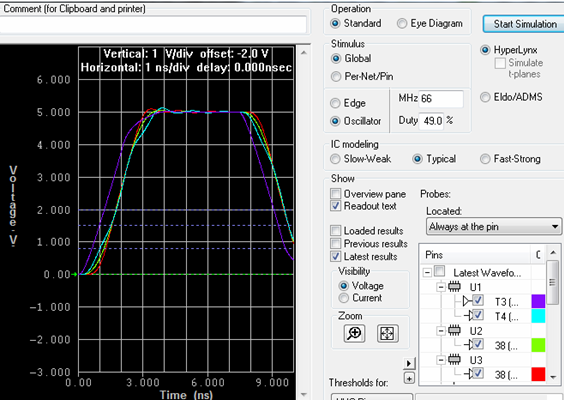 Comment (for Clipboard and printer)
Vertical: 1 V/div offset: -2.0 V
Horizontal: 1 ns/div delay: 0.000nsec
6.000
5.000
4.000
3.000
2.000
1.000
0.00
-1.000
-2.000
-3.000
Voltage -V-
0.00
3.000
6.000
9.000
Time (ns)
Operation
Standard
Eye Diagram
Start Simulation
Stimulus
Global
Per-Net/Pin
HyperLynx
Simulate
t-planes
Edge
Oscillator
MHz 66
Duty 49.0 %
Eldo/ADMS
IC modeling
Slow-Weak
Typical
Fast-Strong
Show
Overview pane
Readout text
Loaded results
Previous results
Latest results
Visibility
Voltage
Current
Zoom
Probes:
Located:
Always at the pin
Pins
C
Latest Wavefo...
U1
T3 (...
T4 (...
U2
38 (...
U3
38 (...
Thresholds for: